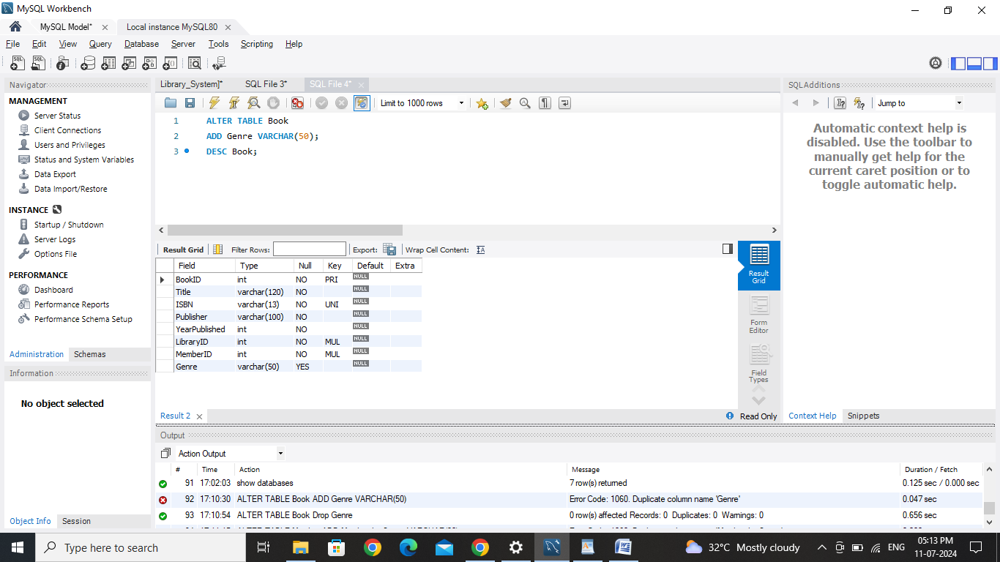 MySQL Workbench
MySQL Model* Local instance MySQL80
File Edit View Query Database Server Tools Scripting Help
Navigator
MANAGEMENT
Server Status
Client Connections
Users and Privileges
Status and System Variables
Data Export
Data Import/Restore
INSTANCE
Startup / Shutdown
Server Logs
Options File
PERFORMANCE
Dashboard
Performance Reports
Performance Schema Setup
Administration Schemas
Information
No object selected
Object Info Session
Library_System]* SQL File 3* SQL File 4*
Limit to 1000 rows
1 ALTER TABLE Book
2 ADD Genre VARCHAR(50);
3 DESC Book;
Result Grid Filter Rows: Export: Wrap Cell Content:
Field Type Null Key Default Extra
BookID int NO PRI NULL
Title varchar(120) NO NULL
ISBN varchar(13) NO UNI NULL
Publisher varchar(100) NO NULL
YearPublished int NO NULL
LibraryID int NO MUL NULL
MemberID int NO MUL NULL
Genre varchar(50) YES NULL
Result
Grid
Form
Editor
Field
Types
Result 2 Read Only
SQLAdditions
Jump to
Automatic context help is
disabled. Use the toolbar to
manually get help for the
current caret position or to
toggle automatic help.
Context Help Snippets
Output
Action Output
# Time Action Message Duration / Fetch
91 17:02:03 show databases 7 row(s) returned 0.125 sec / 0.000 sec
92 17:10:30 ALTER TABLE Book ADD Genre VARCHAR(50) Error Code: 1060. Duplicate column name 'Genre' 0.047 sec
93 17:10:54 ALTER TABLE Book Drop Genre 0 row(s) affected Records: 0 Duplicates: 0 Warnings: 0 0.656 sec
Type here to search
32°C Mostly cloudy
ENG
05:13 PM
11-07-2024